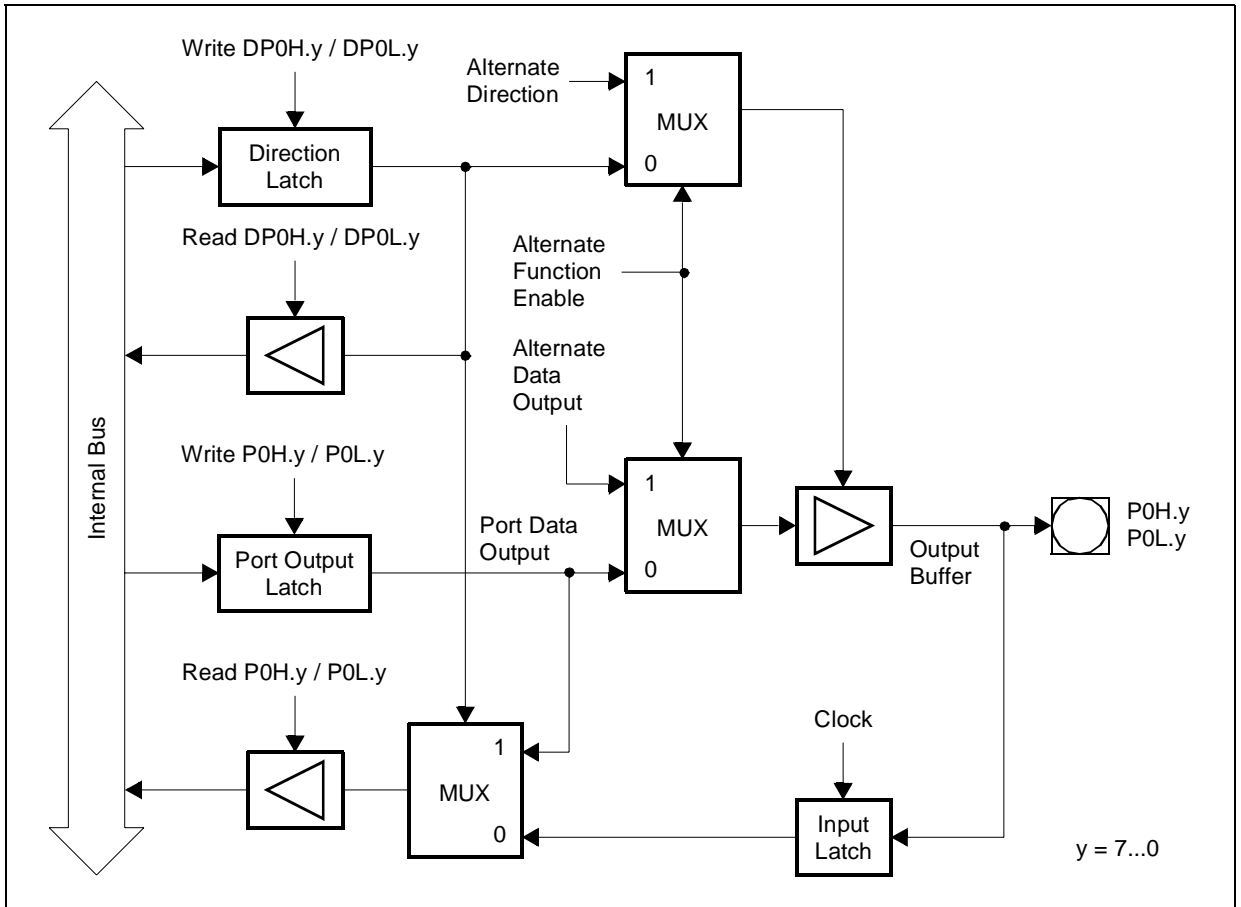 Write DP0H.y / DP0L.y
Alternate
Direction
1
MUX
0
Direction
Latch
Read DP0H.y / DP0L.y
Alternate
Function
Enable
Alternate
Data
Output
Internal Bus
Write P0H.y / P0L.y
1
MUX
0
Port Data
Output
Port Output
Latch
Output
Buffer
P0H.y
P0L.y
Read P0H.y / P0L.y
Clock
1
MUX
0
Input
Latch
y = 7...0